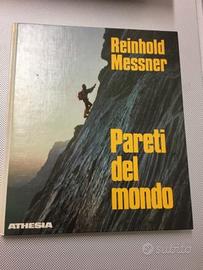 Reinhold
Messner
Pareti
del
mondo
ATHESIA
subito